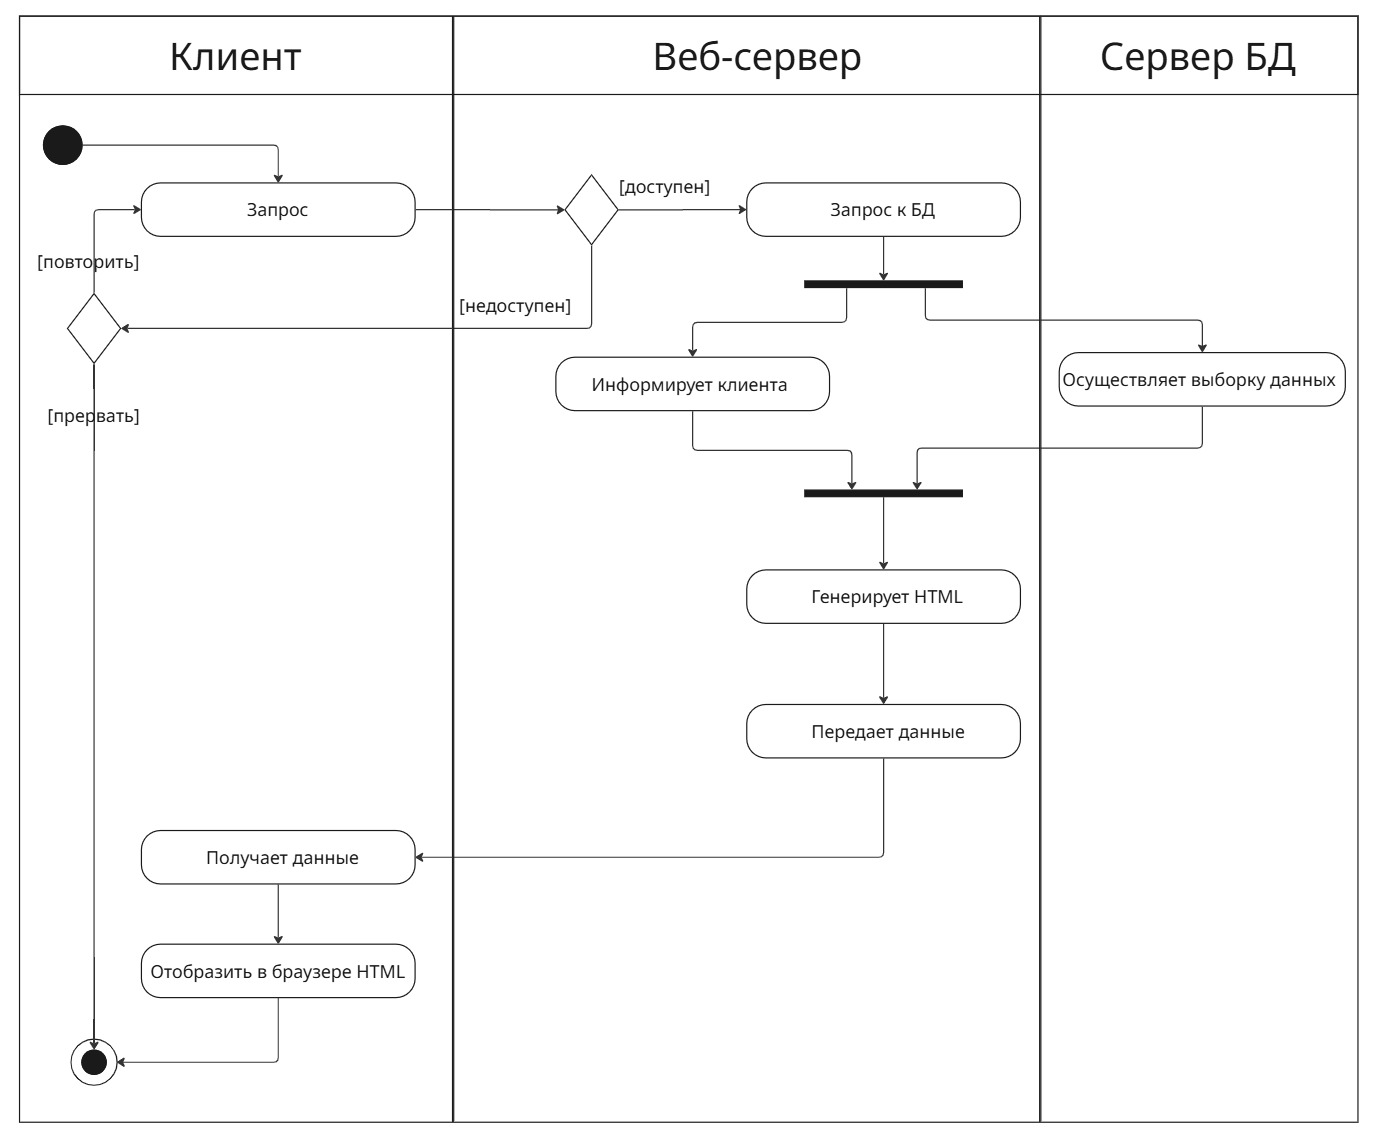 Клиент
Веб-сервер
Сервер БД
[доступен]
Запрос
Запрос к БД
[повторить]
[недоступен]
Осуществляет выборку данных
Информирует клиента
[прервать]
Генерирует HTML
Передает данные
Получает данные
Отобразить в браузере HTML